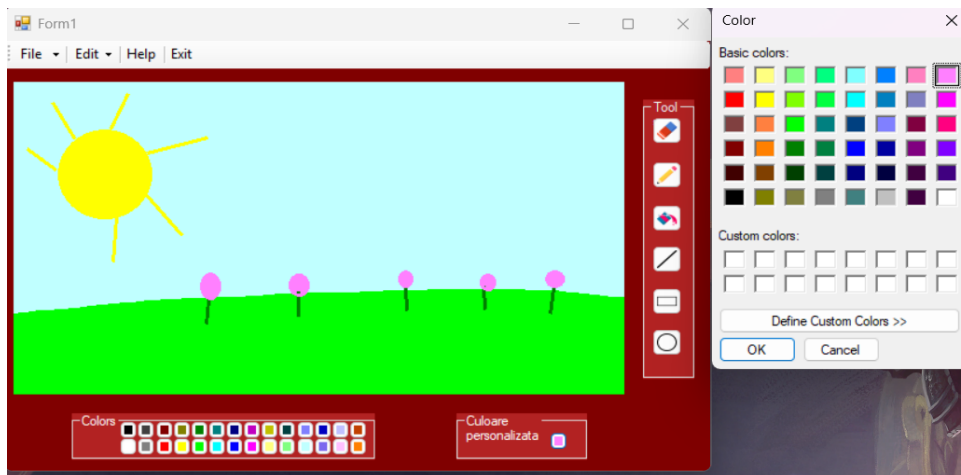 Form1
File Edit Help Exit
Tool
Colors
Culoare
personalizata
Color
Basic colors:
Custom colors:
Define Custom Colors >>
OK Cancel